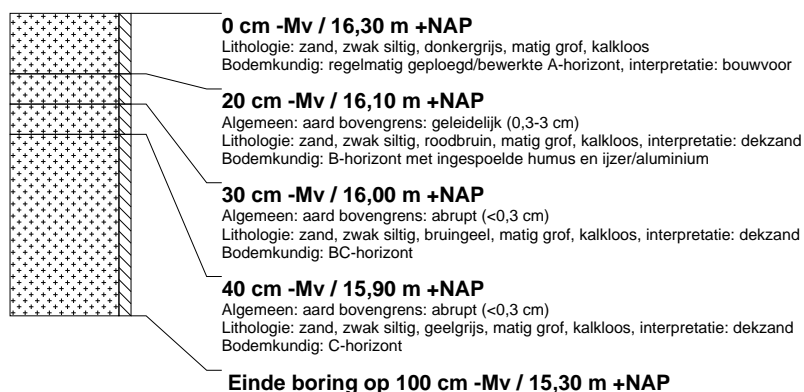 0 cm -Mv / 16,30 m +NAP
Lithologie: zand, zwak siltig, donkergrijs, matig grof, kalkloos
Bodemkundig: regelmatig geploegd/bewerkte A-horizont, interpretatie: bouwvoor
20 cm -Mv / 16,10 m +NAP
Algemeen: aard bovengrens: geleidelijk (0,3-3 cm)
Lithologie: zand, zwak siltig, roodbruin, matig grof, kalkloos, interpretatie: dekzand
Bodemkundig: B-horizont met ingespoelde humus en ijzer/aluminium
30 cm -Mv / 16,00 m +NAP
Algemeen: aard bovengrens: abrupt (<0,3 cm)
Lithologie: zand, zwak siltig, bruingeel, matig grof, kalkloos, interpretatie: dekzand
Bodemkundig: BC-horizont
40 cm -Mv / 15,90 m +NAP
Algemeen: aard bovengrens: abrupt (<0,3 cm)
Lithologie: zand, zwak siltig, geelgrijs, matig grof, kalkloos, interpretatie: dekzand
Bodemkundig: C-horizont
Einde boring op 100 cm -Mv / 15,30 m +NAP